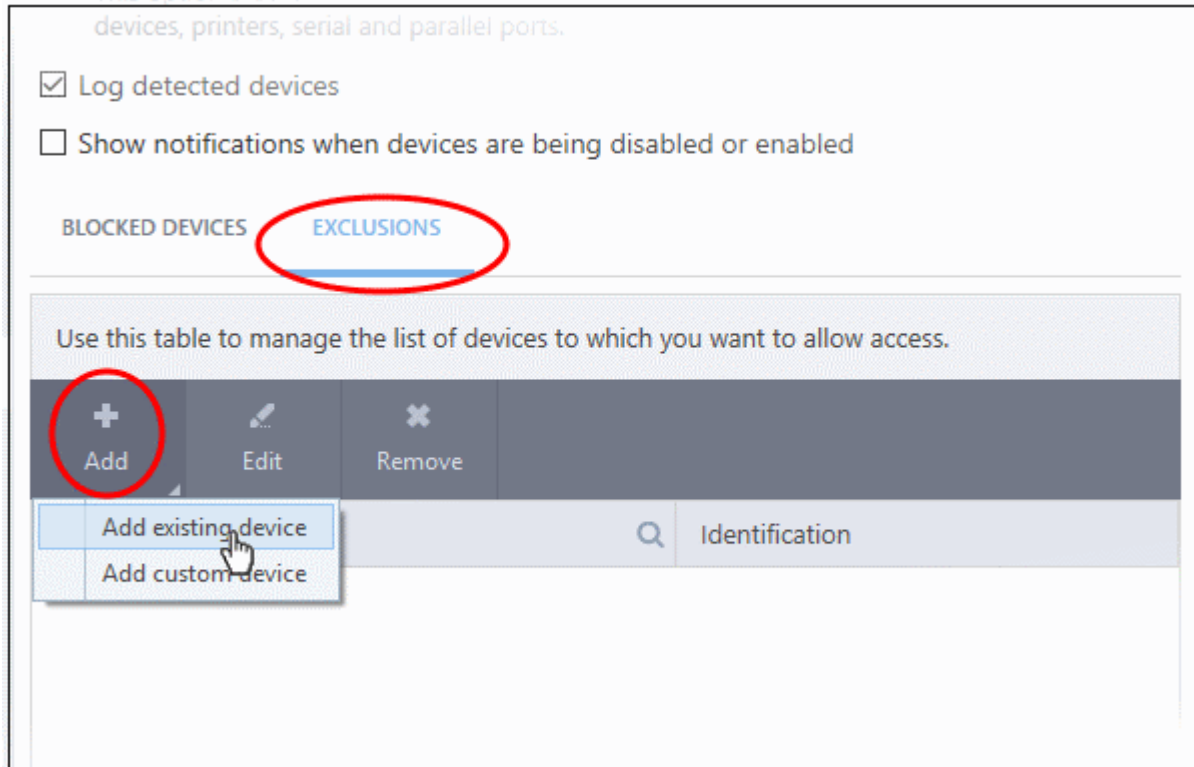 devices, printers, serial and parallel ports.
Log detected devices
Show notifications when devices are being disabled or enabled
BLOCKED DEVICES EXCLUSIONS
Use this table to manage the list of devices to which you want to allow access.
Add Edit Remove
Add existing device
Identification
Add custom device